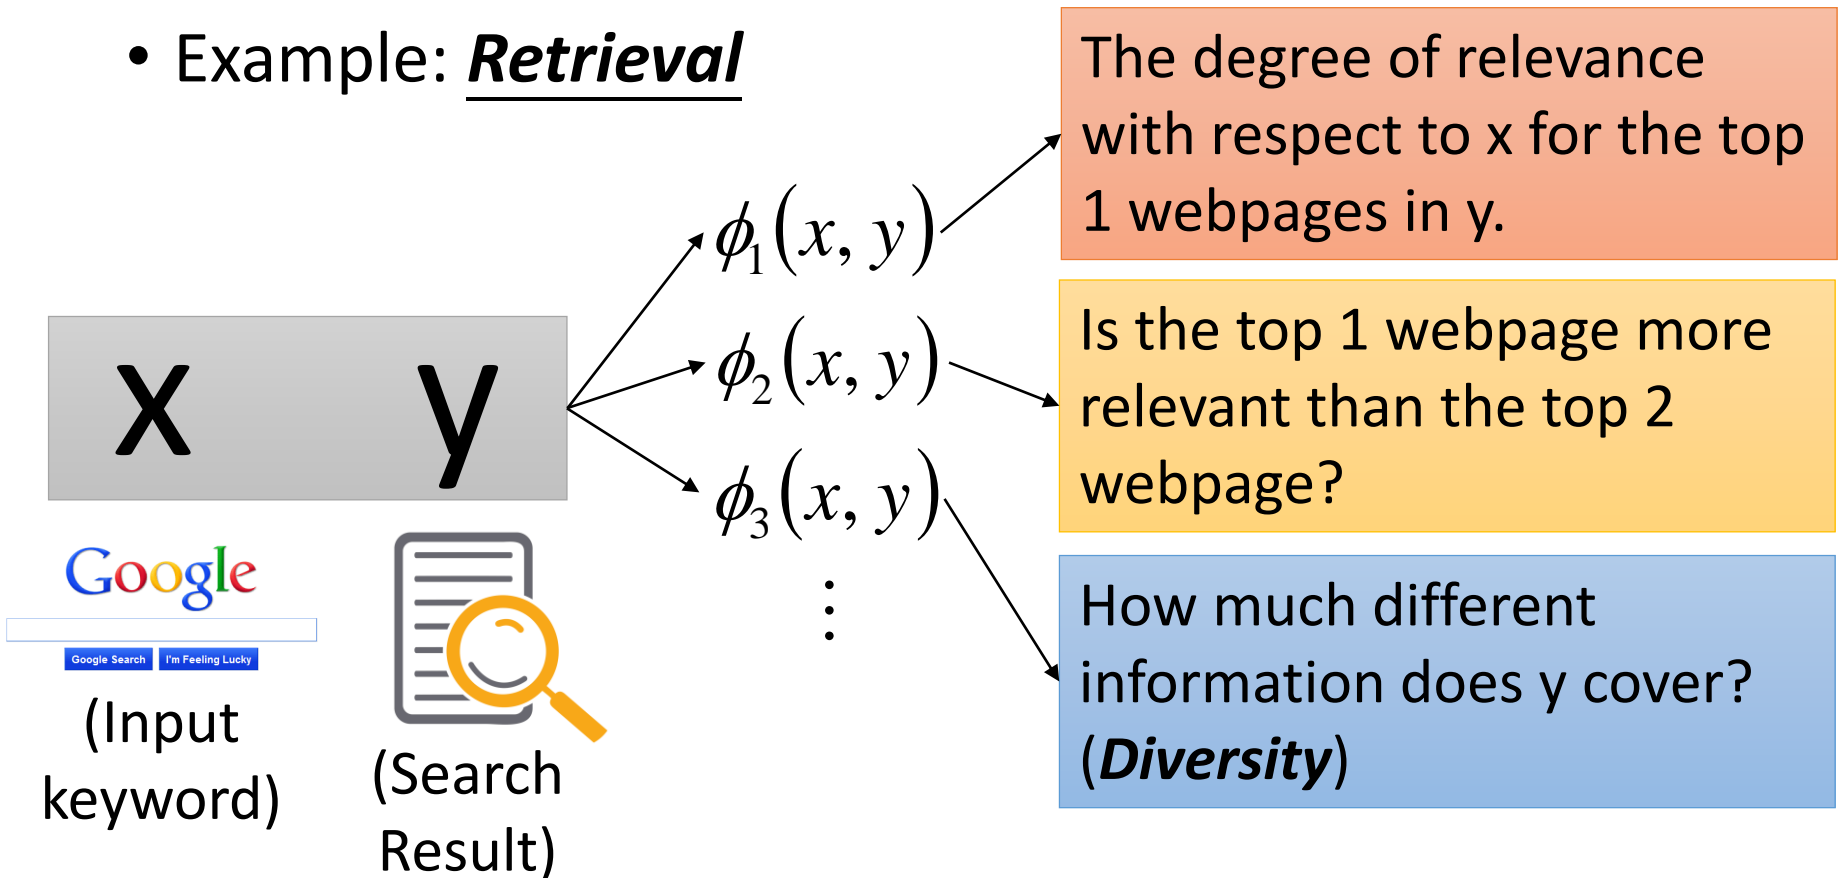 • Example: Retrieval
The degree of relevance
with respect to x for the top
1 webpages in y.
ϕ₁(x, y)
Is the top 1 webpage more
relevant than the top 2
webpage?
ϕ₂(x, y)
x y
ϕ₃(x, y)
⋮
How much different
information does y cover?
(Diversity)
Google
Google Search I'm Feeling Lucky
(Input
keyword)
(Search
Result)